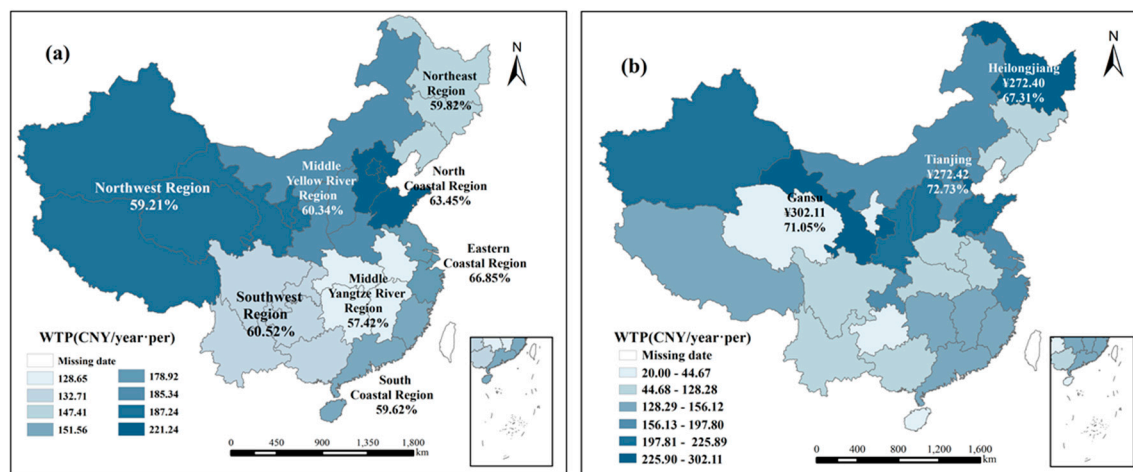 (a)
N
Northeast
Region
59.82%
Middle
Yellow River
Region
60.34%
North
Coastal Region
63.45%
Northwest Region
59.21%
Eastern
Coastal Region
66.85%
Middle
Yangtze River
Region
57.42%
Southwest
Region
60.52%
South
Coastal Region
59.62%
WTP(CNY/year·per)
Missing date
128.65
132.71
147.41
151.56
178.92
185.34
187.24
221.24
0 450 900 1,350 1,800
km
(b)
N
Heilongjiang
¥272.40
67.31%
Tianjing
¥272.42
72.73%
Gansu
¥302.11
71.05%
WTP(CNY/year·per)
Missing date
20.00 - 44.67
44.68 - 128.28
128.29 - 156.12
156.13 - 197.80
197.81 - 225.89
225.90 - 302.11
0 400 800 1,200 1,600
km